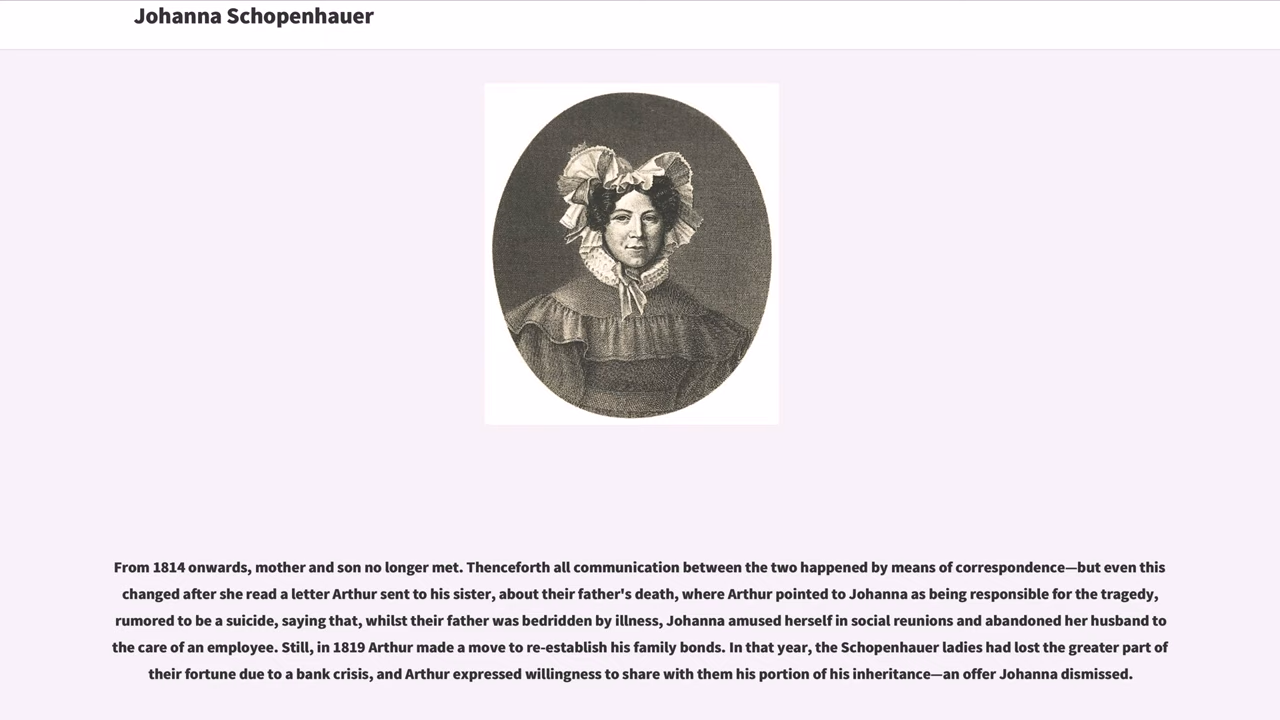 Johanna Schopenhauer
From 1814 onwards, mother and son no longer met. Thenceforth all communication between the two happened by means of correspondence—but even this
changed after she read a letter Arthur sent to his sister, about their father's death, where Arthur pointed to Johanna as being responsible for the tragedy,
rumored to be a suicide, saying that, whilst their father was bedridden by illness, Johanna amused herself in social reunions and abandoned her husband to
the care of an employee. Still, in 1819 Arthur made a move to re-establish his family bonds. In that year, the Schopenhauer ladies had lost the greater part of
their fortune due to a bank crisis, and Arthur expressed willingness to share with them his portion of his inheritance—an offer Johanna dismissed.